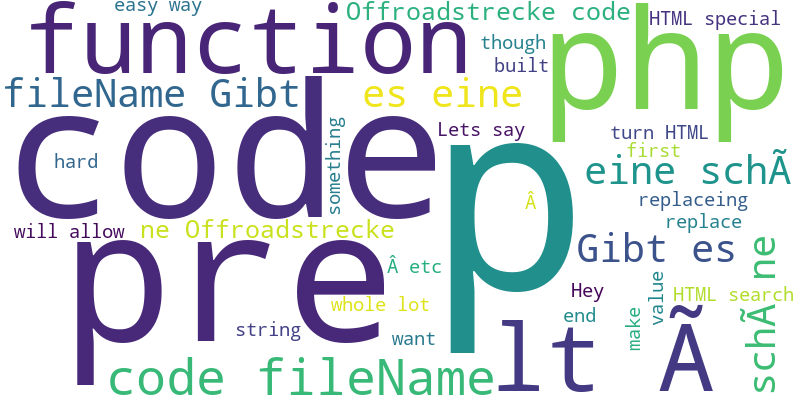 easy way
Offroadstrecke code
HTML special
function
though
php
built
fileName Gibt
es eine
code
Lets say
turn HTML
first
hard
something
p
eine schÃ
Â
replaceing
will allow
ne Offroadstrecke
replace
pre
Gibt es
schÃ ne
Â etc
value
Hey
HTML search
whole lot
end
make
string
want
lt
Ã
code fileName